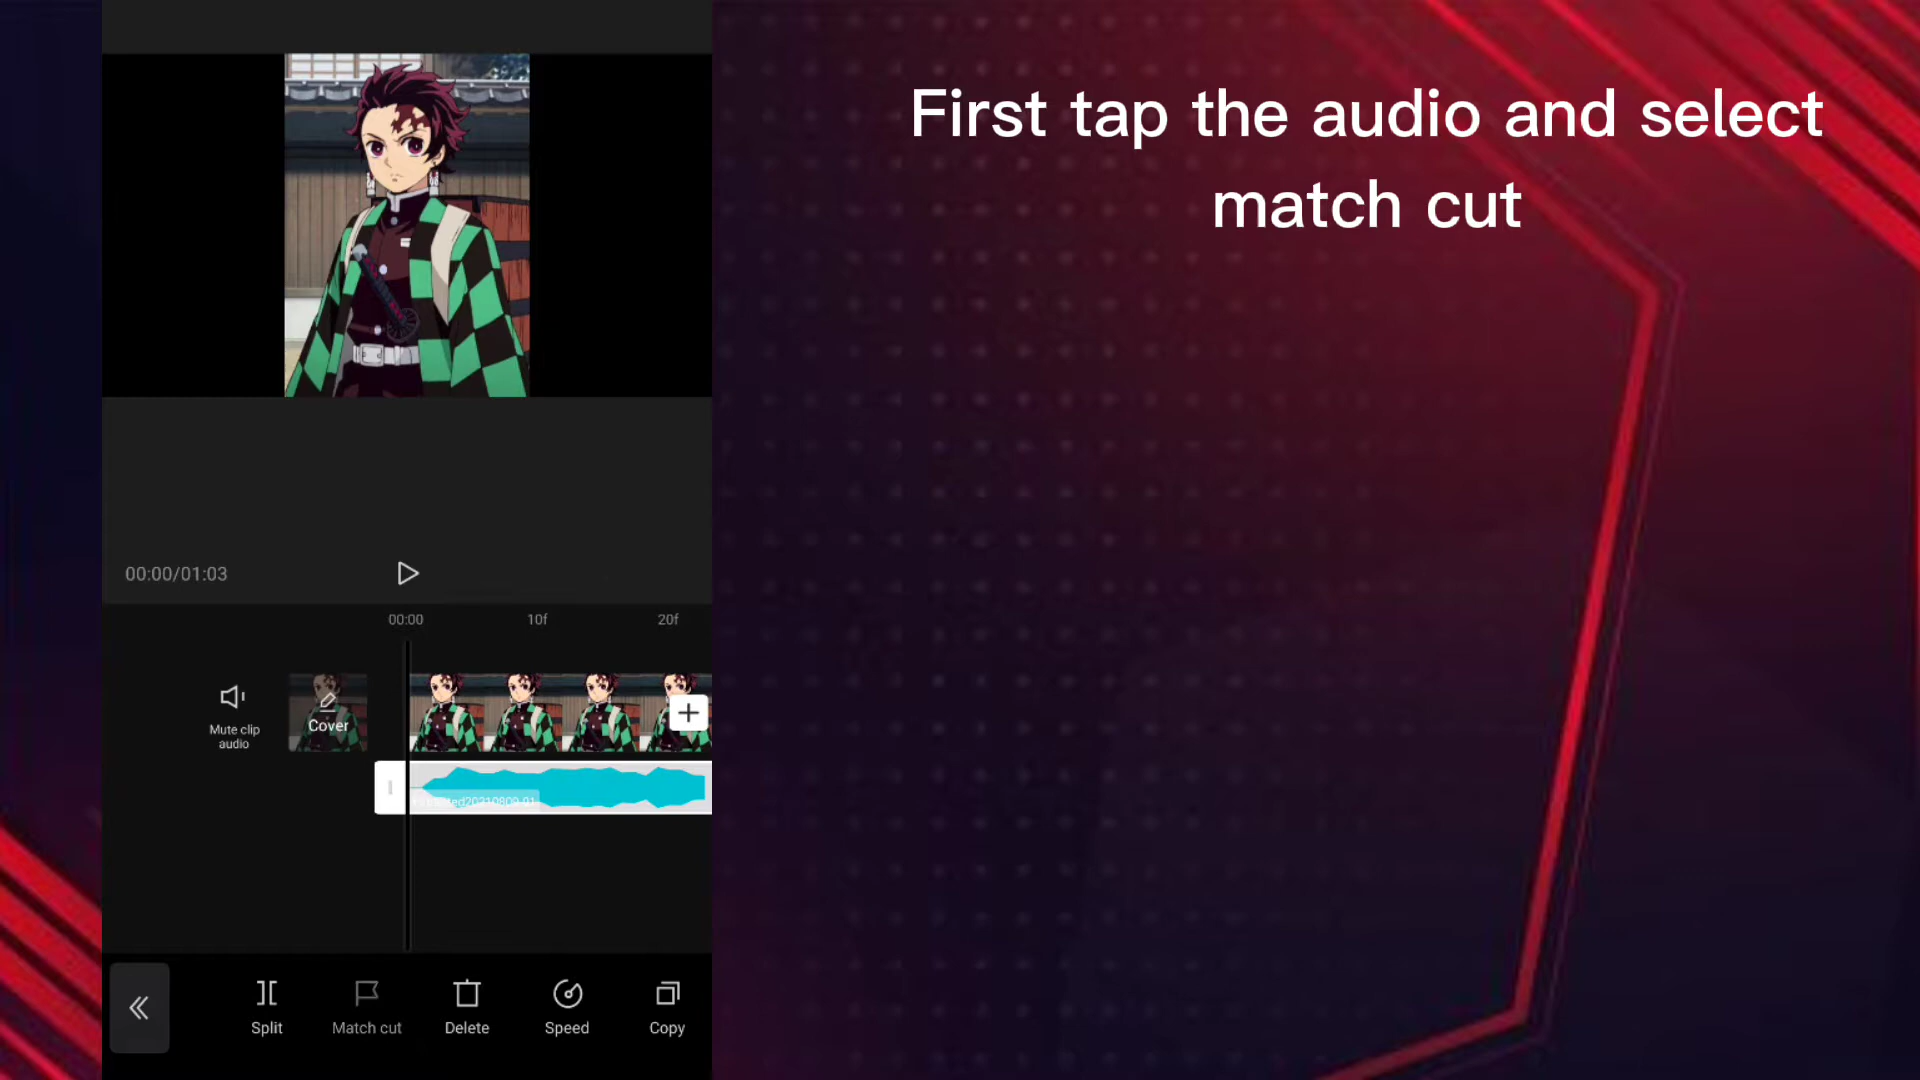 First tap the audio and select
match cut
00:00/01:03
00:00 10f 20f
Mute clip
audio
Cover
Split Match cut Delete Speed Copy